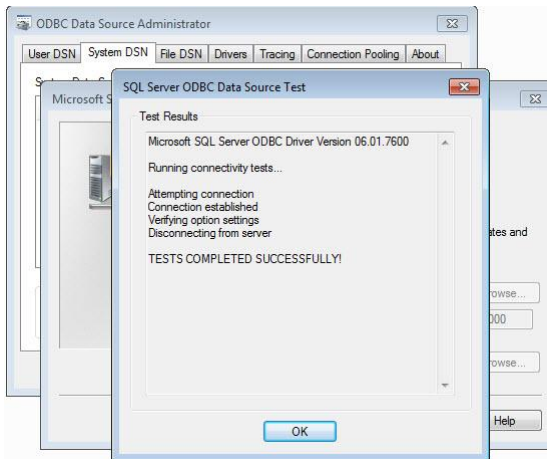 ODBC Data Source Administrator
User DSN System DSN File DSN Drivers Tracing Connection Pooling About
Microsoft S
SQL Server ODBC Data Source Test
Test Results
Microsoft SQL Server ODBC Driver Version 06.01.7600
Running connectivity tests...
Attempting connection
Connection established
Verifying option settings
Disconnecting from server
TESTS COMPLETED SUCCESSFULLY!
ates and
rowse...
000
rowse...
OK
Help